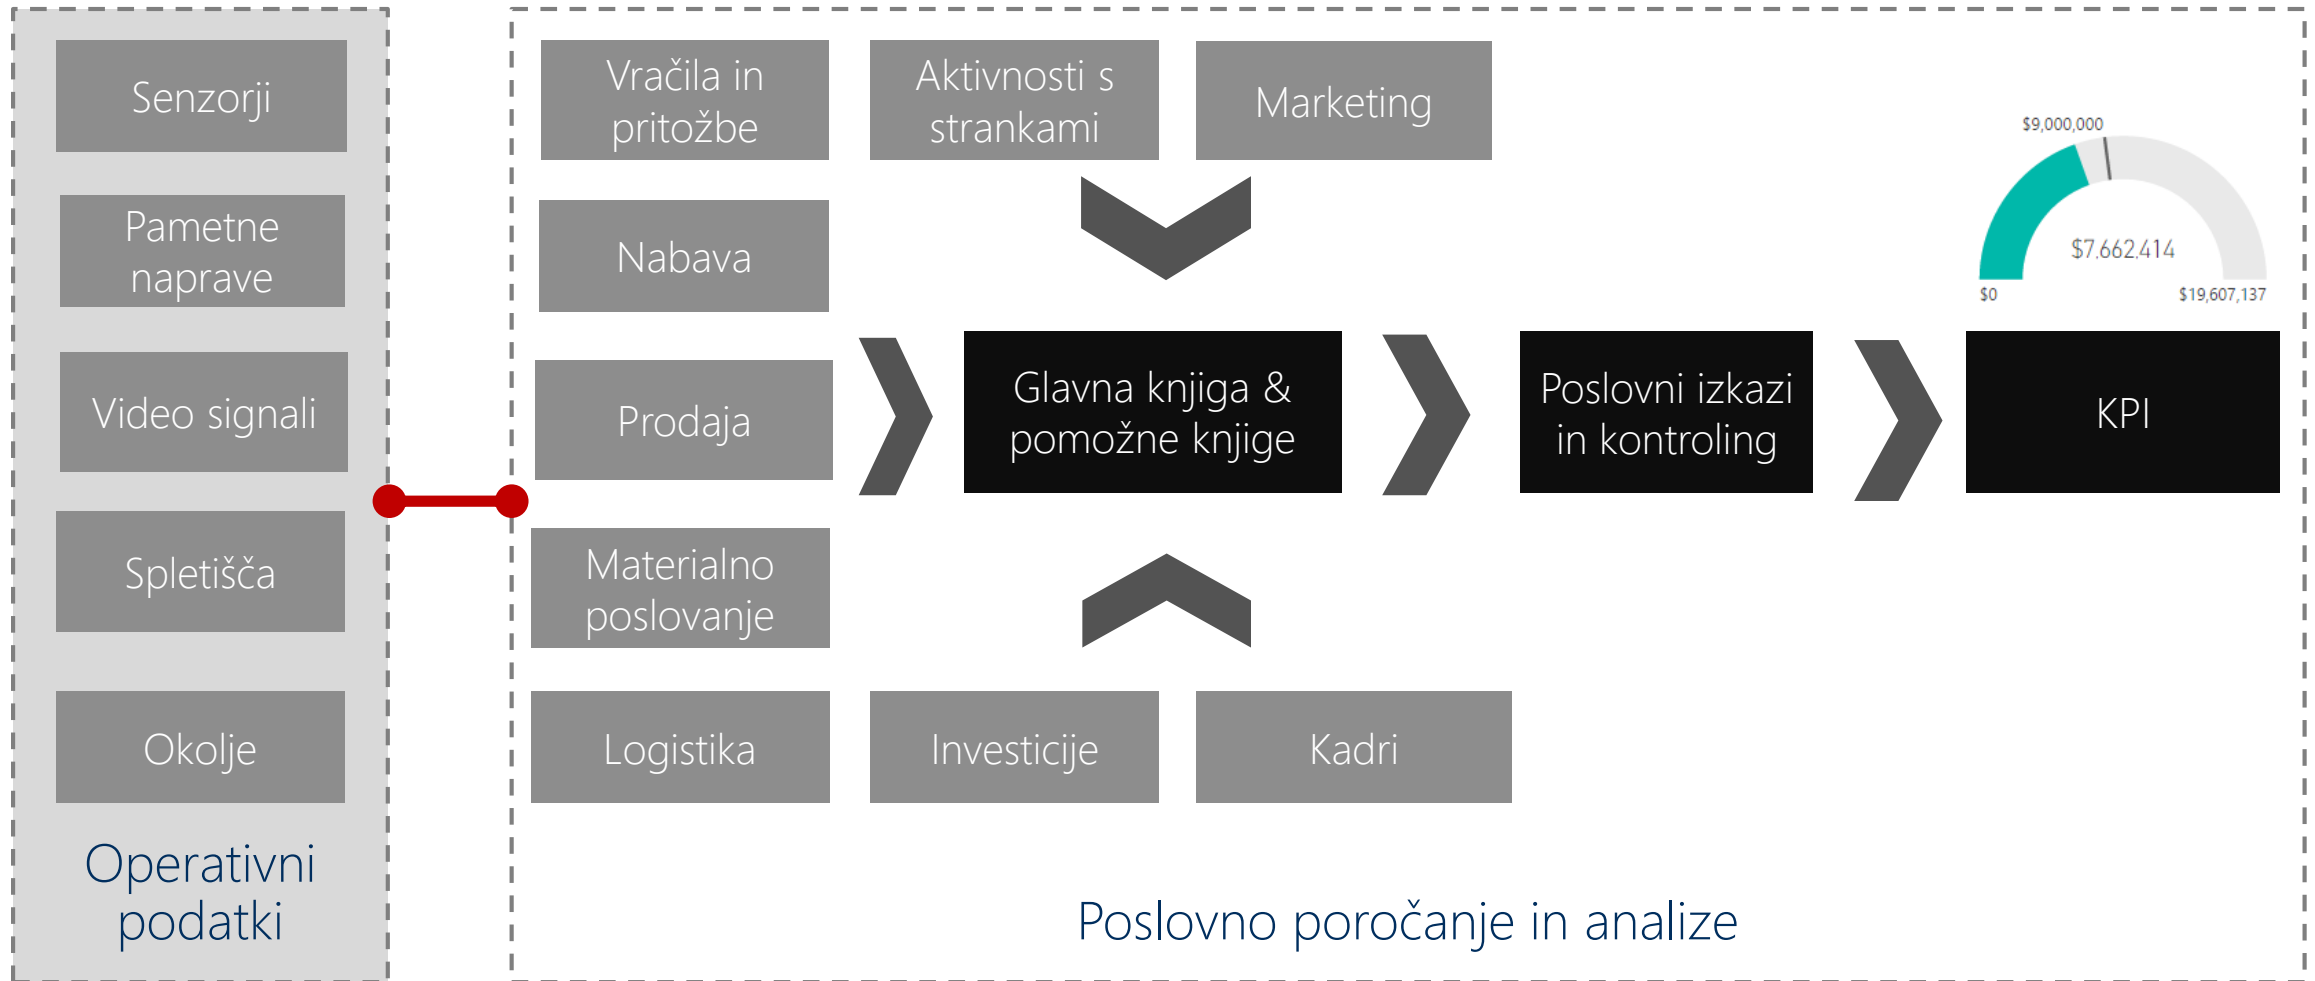 Senzorji
Pametne
naprave
Video signali
Spletišča
Okolje
Operativni
podatki
Vračila in
pritožbe
Aktivnosti s
strankami
Marketing
Nabava
Prodaja
Materialno
poslovanje
Logistika
Investicije
Kadri
Glavna knjiga &
pomožne knjige
Poslovni izkazi
in kontroling
$9,000,000
$7,662,414
$0
$19,607,137
KPI
Poslovno poročanje in analize